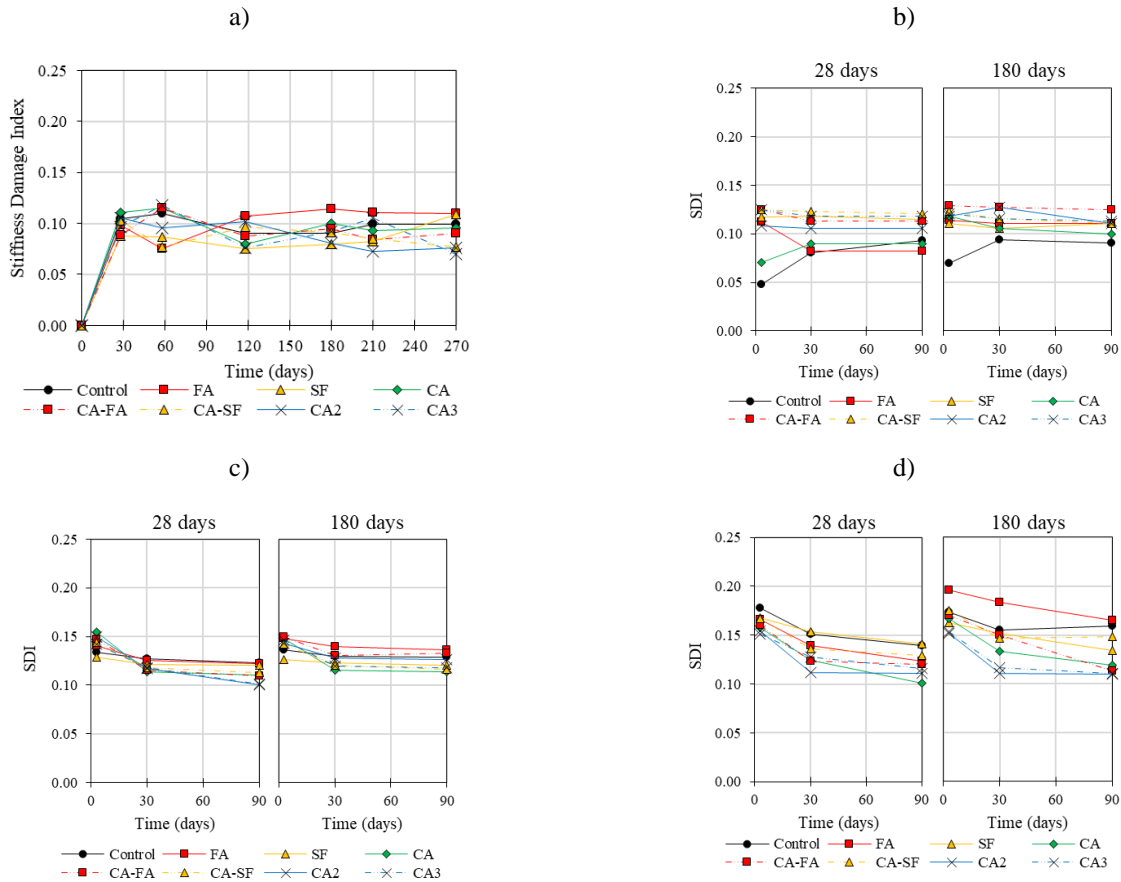 a)
0.25
0.20
0.15
0.10
0.05
0.00
Stiffness Damage Index
0 30 60 90 120 150 180 210 240 270
Time (days)
Control FA SF CA
CA-FA CA-SF CA2 CA3
b)
28 days 180 days
0.25
0.20
0.15
0.10
0.05
0.00
SDI
0 30 60 90 0 30 60 90
Time (days) Time (days)
Control FA SF CA
CA-FA CA-SF CA2 CA3
c)
28 days 180 days
0.25
0.20
0.15
0.10
0.05
0.00
SDI
0 30 60 90 0 30 60 90
Time (days) Time (days)
Control FA SF CA
CA-FA CA-SF CA2 CA3
d)
28 days 180 days
0.25
0.20
0.15
0.10
0.05
0.00
SDI
0 30 60 90 0 30 60 90
Time (days) Time (days)
Control FA SF CA
CA-FA CA-SF CA2 CA3